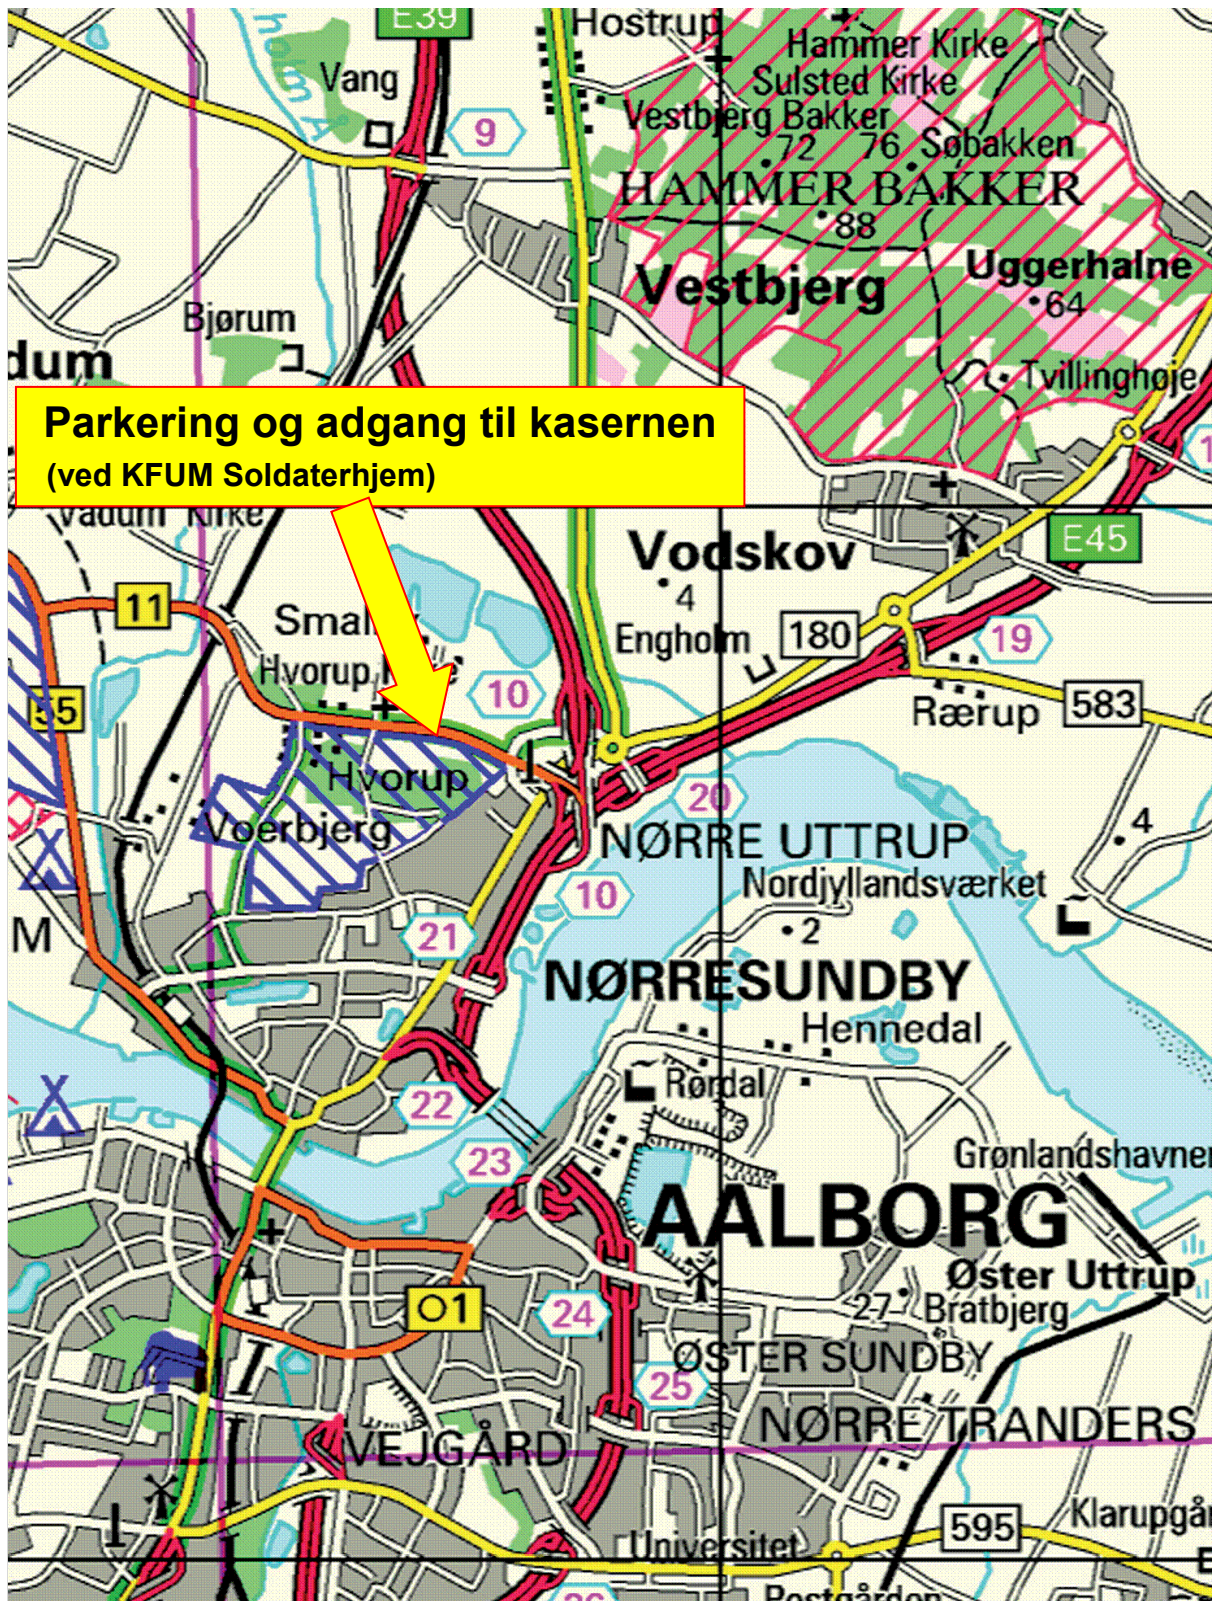 E39
Hostrup
Hammer Kirke
Sulsted Kirke
Vang
9
Vestbjerg Bakker
72
76
Søbakken
HAMMER BAKKER
88
Vestbjerg
Uggerhalne
64
Bjørum
dum
Tvillinghøje
Parkering og adgang til kasernen
(ved KFUM Soldaterhjem)
Vadum Kirke
Vodskov
E45
4
11
Engholm
180
19
10
Rærup
583
55
Hvorup
20
Voerbjerg
NØRRE UTTRUP
4
Nordjyllandsværket
10
M
21
2
NØRRESUNDBY
Hennedal
Rørdal
22
23
Grønlandshavnen
AALBORG
Øster Uttrup
O1
24
27
Bratbjerg
ØSTER SUNDBY
25
NØRRE TRANDERS
VEJGÅRD
595
Universitet
26
Postgården